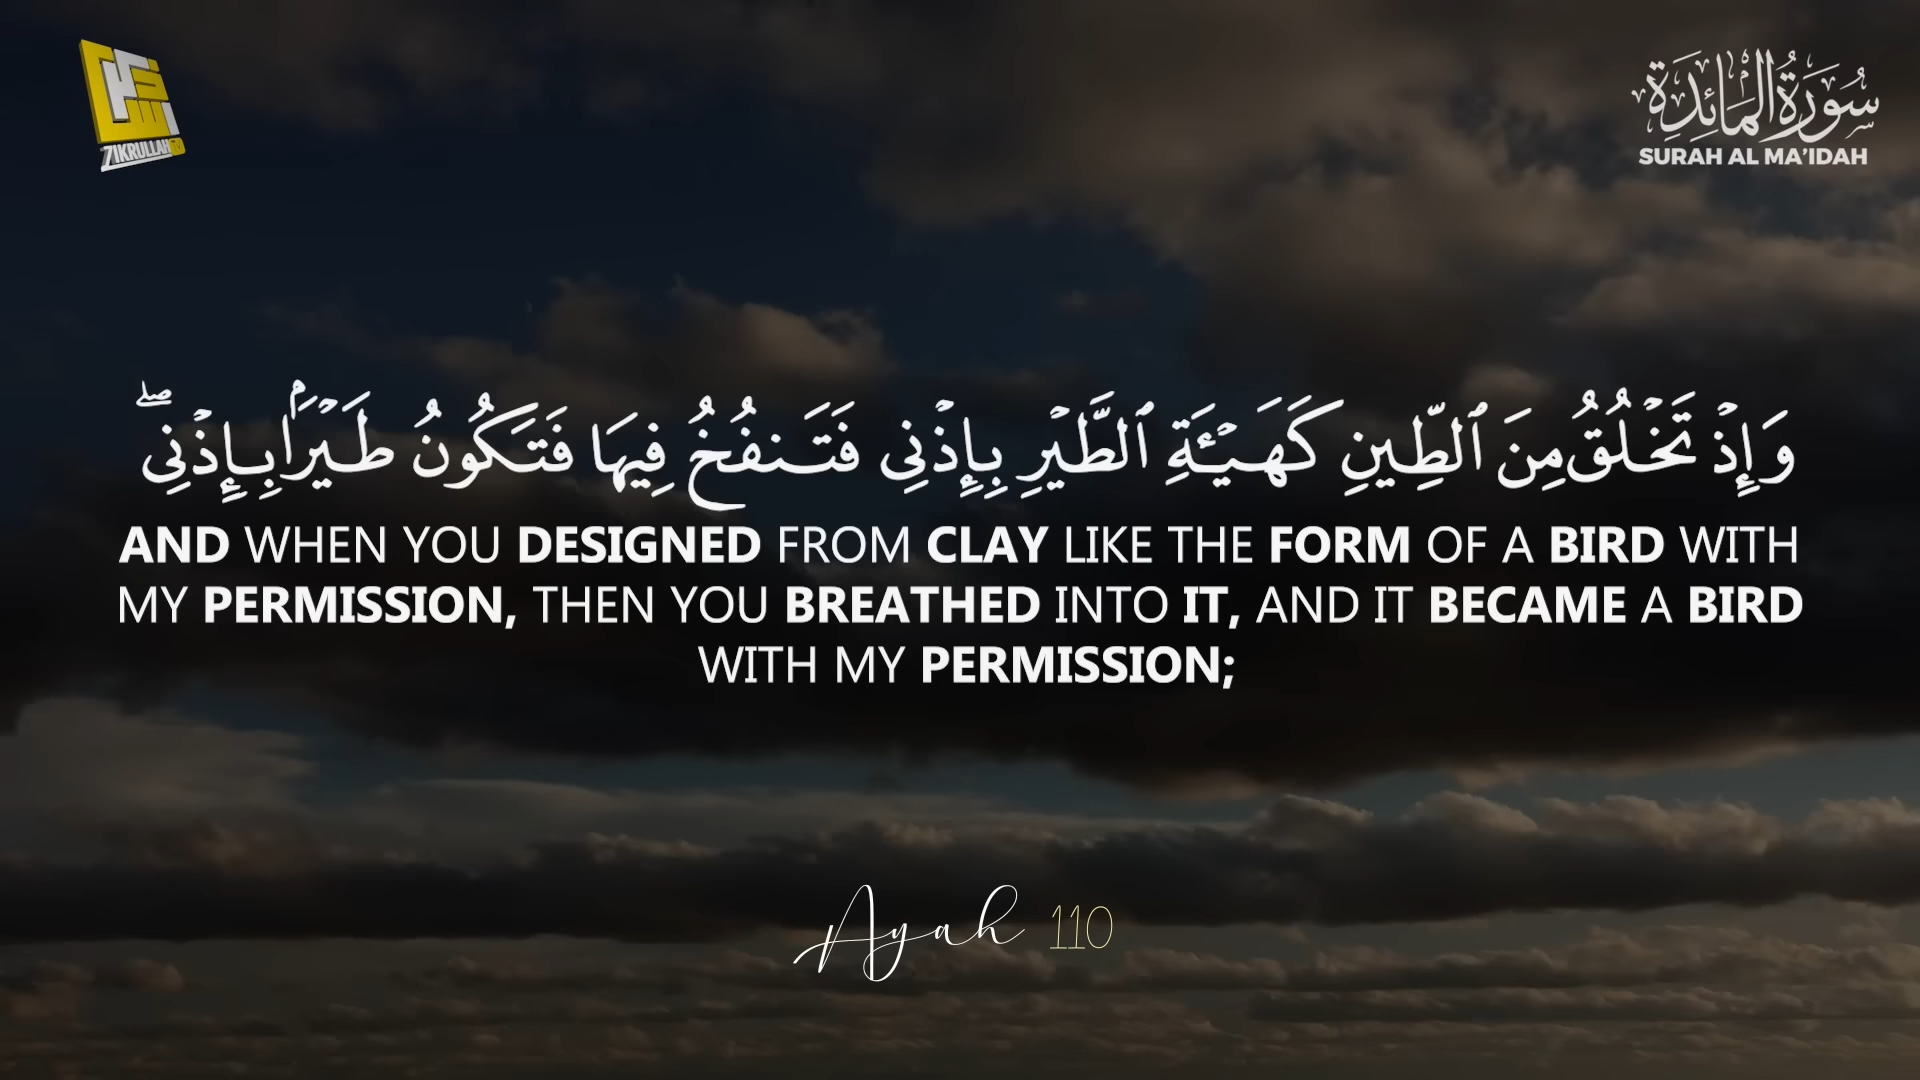 ZIKRULLAH TV
سُورَةُ المَائِدَةِ
SURAH AL MA'IDAH
وَإِذْ تَخْلُقُ مِنَ ٱلطِّينِ كَهَيْـَٔةِ ٱلطَّيْرِ بِإِذْنِى فَتَنفُخُ فِيهَا فَتَكُونُ طَيْرًۢا بِإِذْنِى ۖ
AND WHEN YOU DESIGNED FROM CLAY LIKE THE FORM OF A BIRD WITH
MY PERMISSION, THEN YOU BREATHED INTO IT, AND IT BECAME A BIRD
WITH MY PERMISSION;
Ayah 110